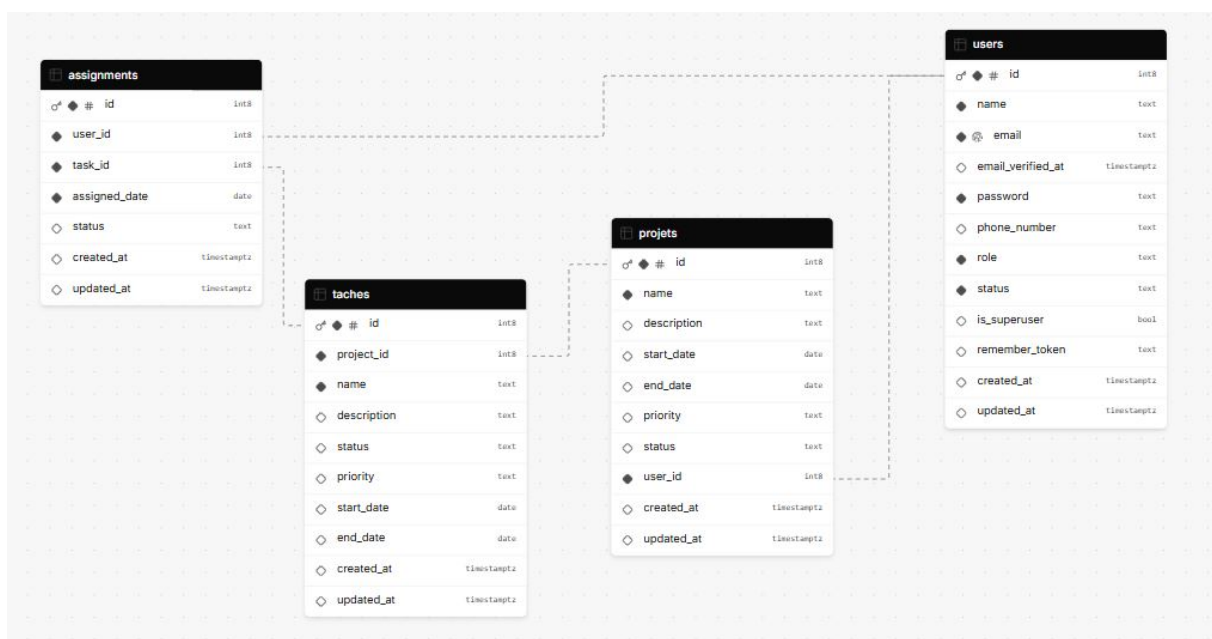 assignments
id int8
user_id int8
task_id int8
assigned_date date
status text
created_at timestamptz
updated_at timestamptz
taches
id int8
project_id int8
name text
description text
status text
priority text
start_date date
end_date date
created_at timestamptz
updated_at timestamptz
projets
id int8
name text
description text
start_date date
end_date date
priority text
status text
user_id int8
created_at timestamptz
updated_at timestamptz
users
id int8
name text
email text
email_verified_at timestamptz
password text
phone_number text
role text
status text
is_superuser bool
remember_token text
created_at timestamptz
updated_at timestamptz